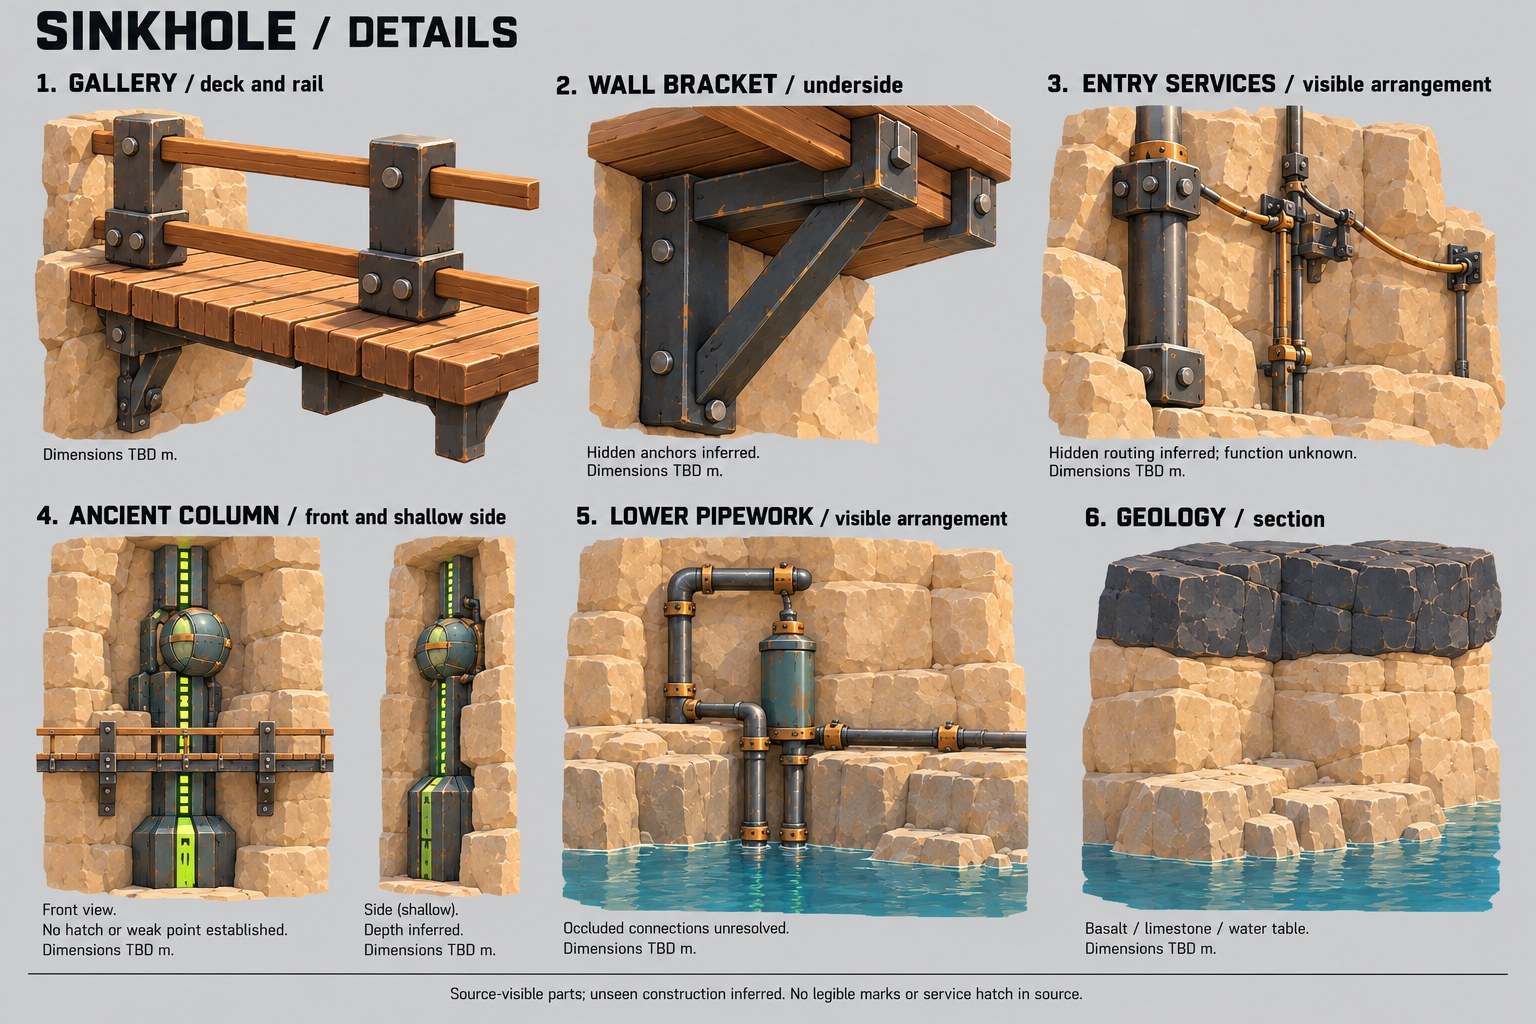 SINKHOLE / DETAILS
1. GALLERY / deck and rail
2. WALL BRACKET / underside
3. ENTRY SERVICES / visible arrangement
Dimensions TBD m.
Hidden anchors inferred.
Dimensions TBD m.
Hidden routing inferred; function unknown.
Dimensions TBD m.
4. ANCIENT COLUMN / front and shallow side
5. LOWER PIPEWORK / visible arrangement
6. GEOLOGY / section
Front view.
No hatch or weak point established.
Dimensions TBD m.
Side (shallow).
Depth inferred.
Dimensions TBD m.
Occluded connections unresolved.
Dimensions TBD m.
Basalt / limestone / water table.
Dimensions TBD m.
Source-visible parts; unseen construction inferred. No legible marks or service hatch in source.